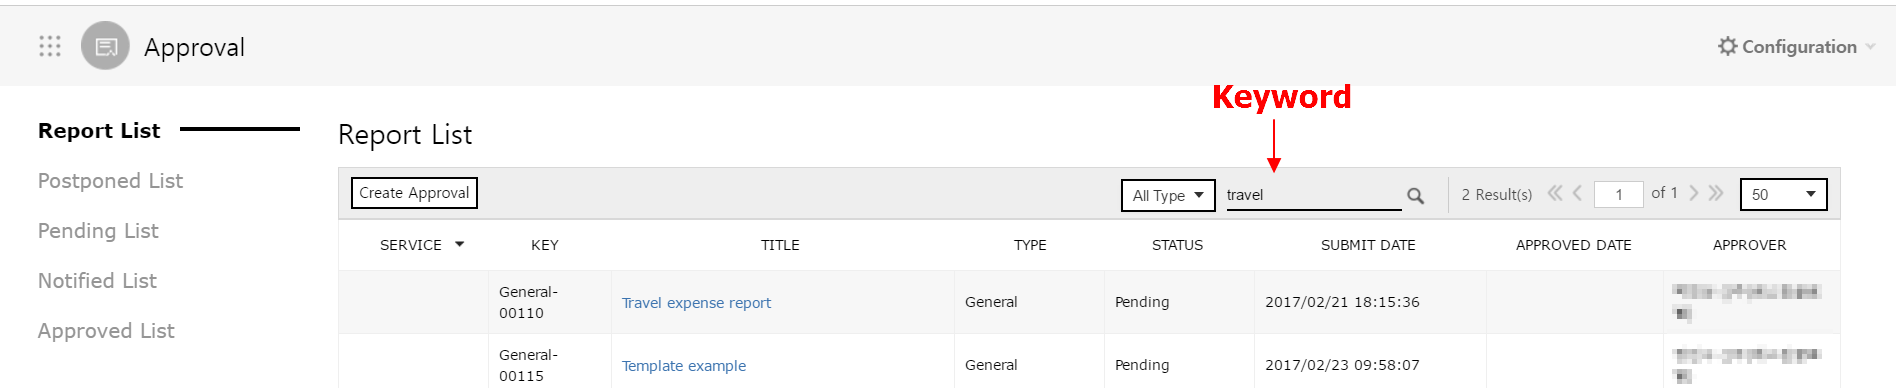 Approval
Configuration
Keyword
Report List
Postponed List
Pending List
Notified List
Approved List
Report List
Create Approval
All Type
travel
2 Result(s)
1
of 1
50
SERVICE KEY TITLE TYPE STATUS SUBMIT DATE APPROVED DATE APPROVER
General-
00110
Travel expense report
General
Pending
2017/02/21 18:15:36
General-
00115
Template example
General
Pending
2017/02/23 09:58:07